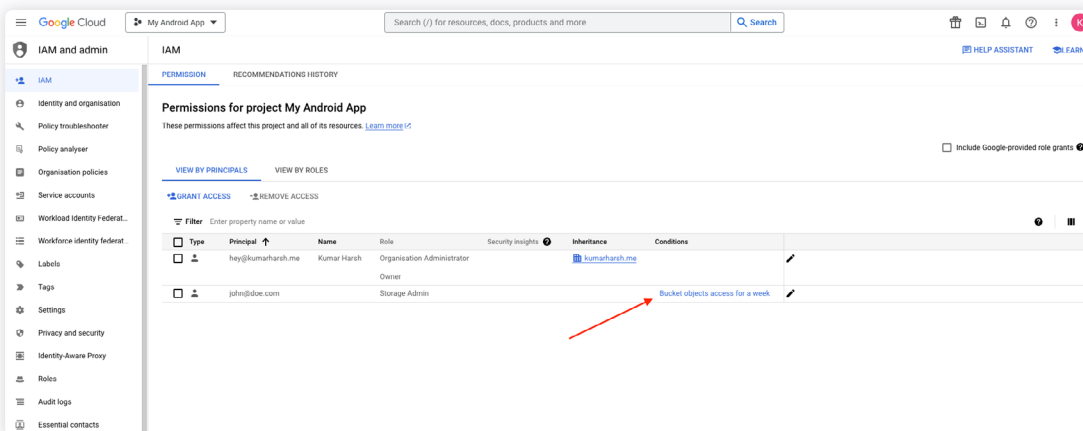 Google Cloud My Android App Search (/) for resources, docs, products and more Search K
IAM and admin IAM HELP ASSISTANT LEARN
PERMISSION RECOMMENDATIONS HISTORY
IAM
Identity and organisation
Policy troubleshooter
Policy analyser
Organisation policies
Service accounts
Workload Identity Federat...
Workforce identity federat...
Labels
Tags
Settings
Privacy and security
Identity-Aware Proxy
Roles
Audit logs
Essential contacts
Permissions for project My Android App
These permissions affect this project and all of its resources. Learn more
Include Google-provided role grants
VIEW BY PRINCIPALS VIEW BY ROLES
GRANT ACCESS REMOVE ACCESS
Filter Enter property name or value
Type Principal Name Role Security insights Inheritance Conditions
hey@kumarharsh.me Kumar Harsh Organisation Administrator kumarharsh.me
Owner
john@doe.com Storage Admin Bucket objects access for a week